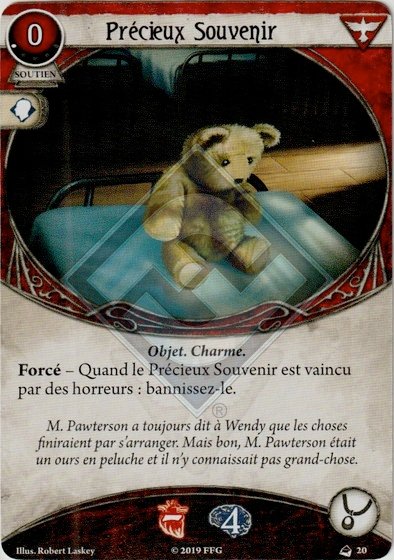 0
Précieux Souvenir
SOUTIEN
Objet. Charme.
Forcé – Quand le Précieux Souvenir est vaincu
par des horreurs : bannissez-le.
®
M. Pawterson a toujours dit à Wendy que les choses
finiraient par s'arranger. Mais bon, M. Pawterson était
un ours en peluche et il n'y connaissait pas grand-chose.
4
Illus. Robert Laskey
© 2019 FFG
20